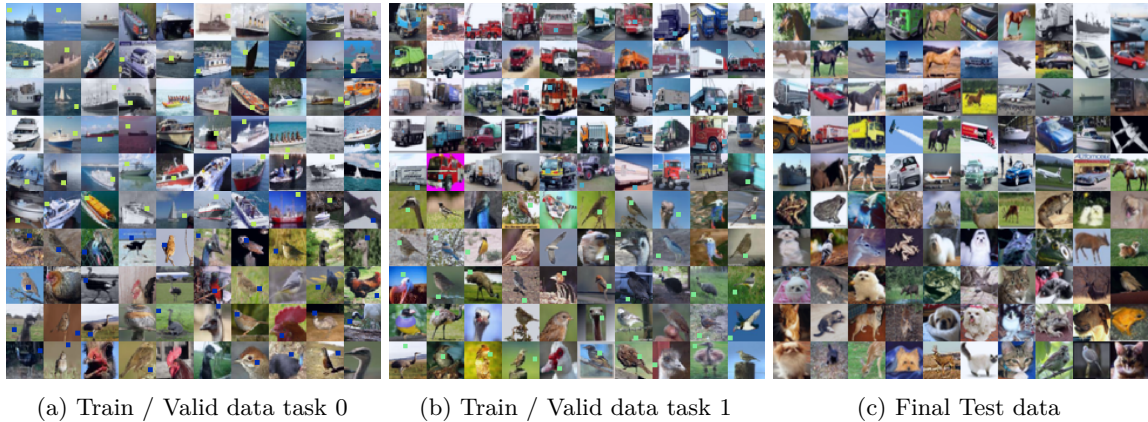 (a) Train / Valid data task 0
(b) Train / Valid data task 1
(c) Final Test data